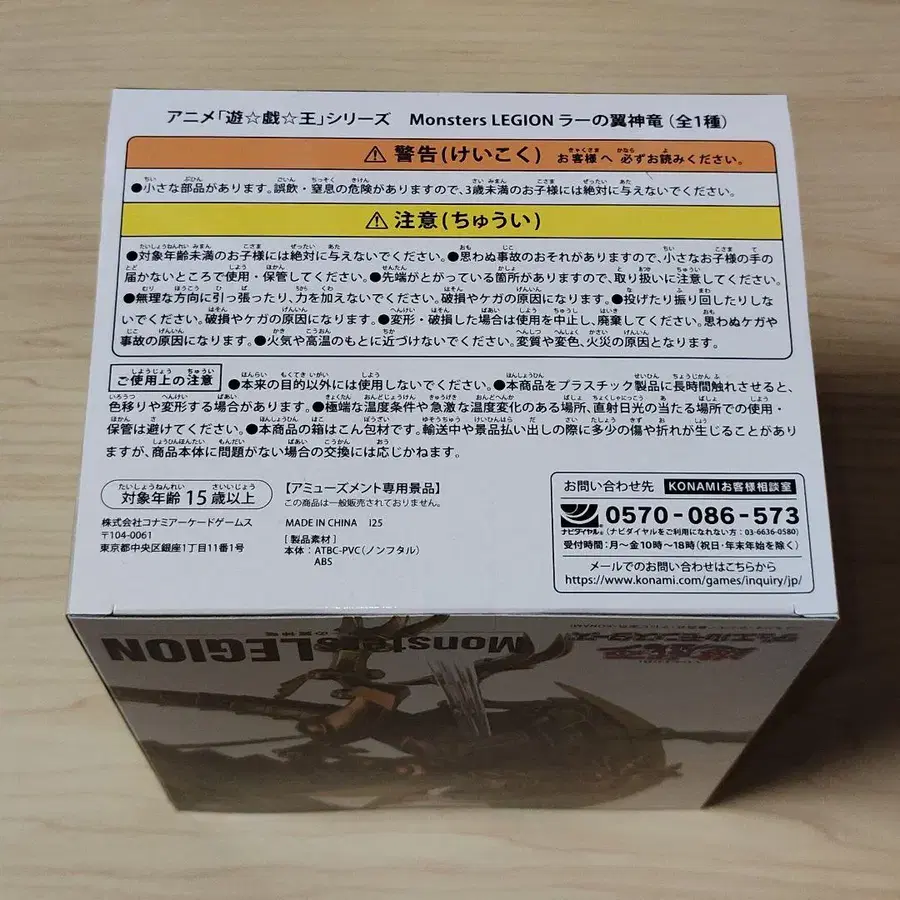 アニメ「遊☆戯☆王」シリーズ　Monsters LEGION ラーの翼神竜（全1種）
⚠ 警告(けいこく) お客様へ 必ずお読みください。
●小さな部品があります。誤飲・窒息の危険がありますので、3歳未満のお子様には絶対に与えないでください。
⚠ 注意(ちゅうい)
●対象年齢未満のお子様には絶対に与えないでください。●思わぬ事故のおそれがありますので、小さなお子様の手の
届かないところで使用・保管してください。●先端がとがっている箇所がありますので、取り扱いに注意してください。
●無理な方向に引っ張ったり、力を加えないでください。破損やケガの原因になります。●投げたり振り回したりしな
いでください。破損やケガの原因になります。●変形・破損した場合は使用を中止し、廃棄してください。思わぬケガや
事故の原因になります。●火気や高温のもとに近づけないでください。変質や変色、火災の原因となります。
ご使用上の注意 ●本来の目的以外には使用しないでください。●本商品をプラスチック製品に長時間触れさせると、
色移りや変形する場合があります。●極端な温度条件や急激な温度変化のある場所、直射日光の当たる場所での使用・
保管は避けてください。●本商品の箱はこん包材です。輸送中や景品払い出しの際に多少の傷や折れが生じることがあり
ますが、商品本体に問題がない場合の交換には応じかねます。
対象年齢 15歳以上
【アミューズメント専用景品】
この商品は一般販売されておりません。
株式会社コナミアーケードゲームス
〒104-0061
東京都中央区銀座1丁目11番1号
MADE IN CHINA　I25
[ 製品素材 ]
本体：ATBC-PVC(ノンフタル)
ABS
お問い合わせ先 KONAMIお客様相談室
ナビダイヤル® 0570-086-573
(ナビダイヤルをご利用になれない方：03-6636-0580)
受付時間：月〜金10時〜18時(祝日・年末年始を除く)
メールでのお問い合わせはこちらから
https://www.konami.com/games/inquiry/jp/
Monsters LEGION
遊戯王
デュエルモンスターズ